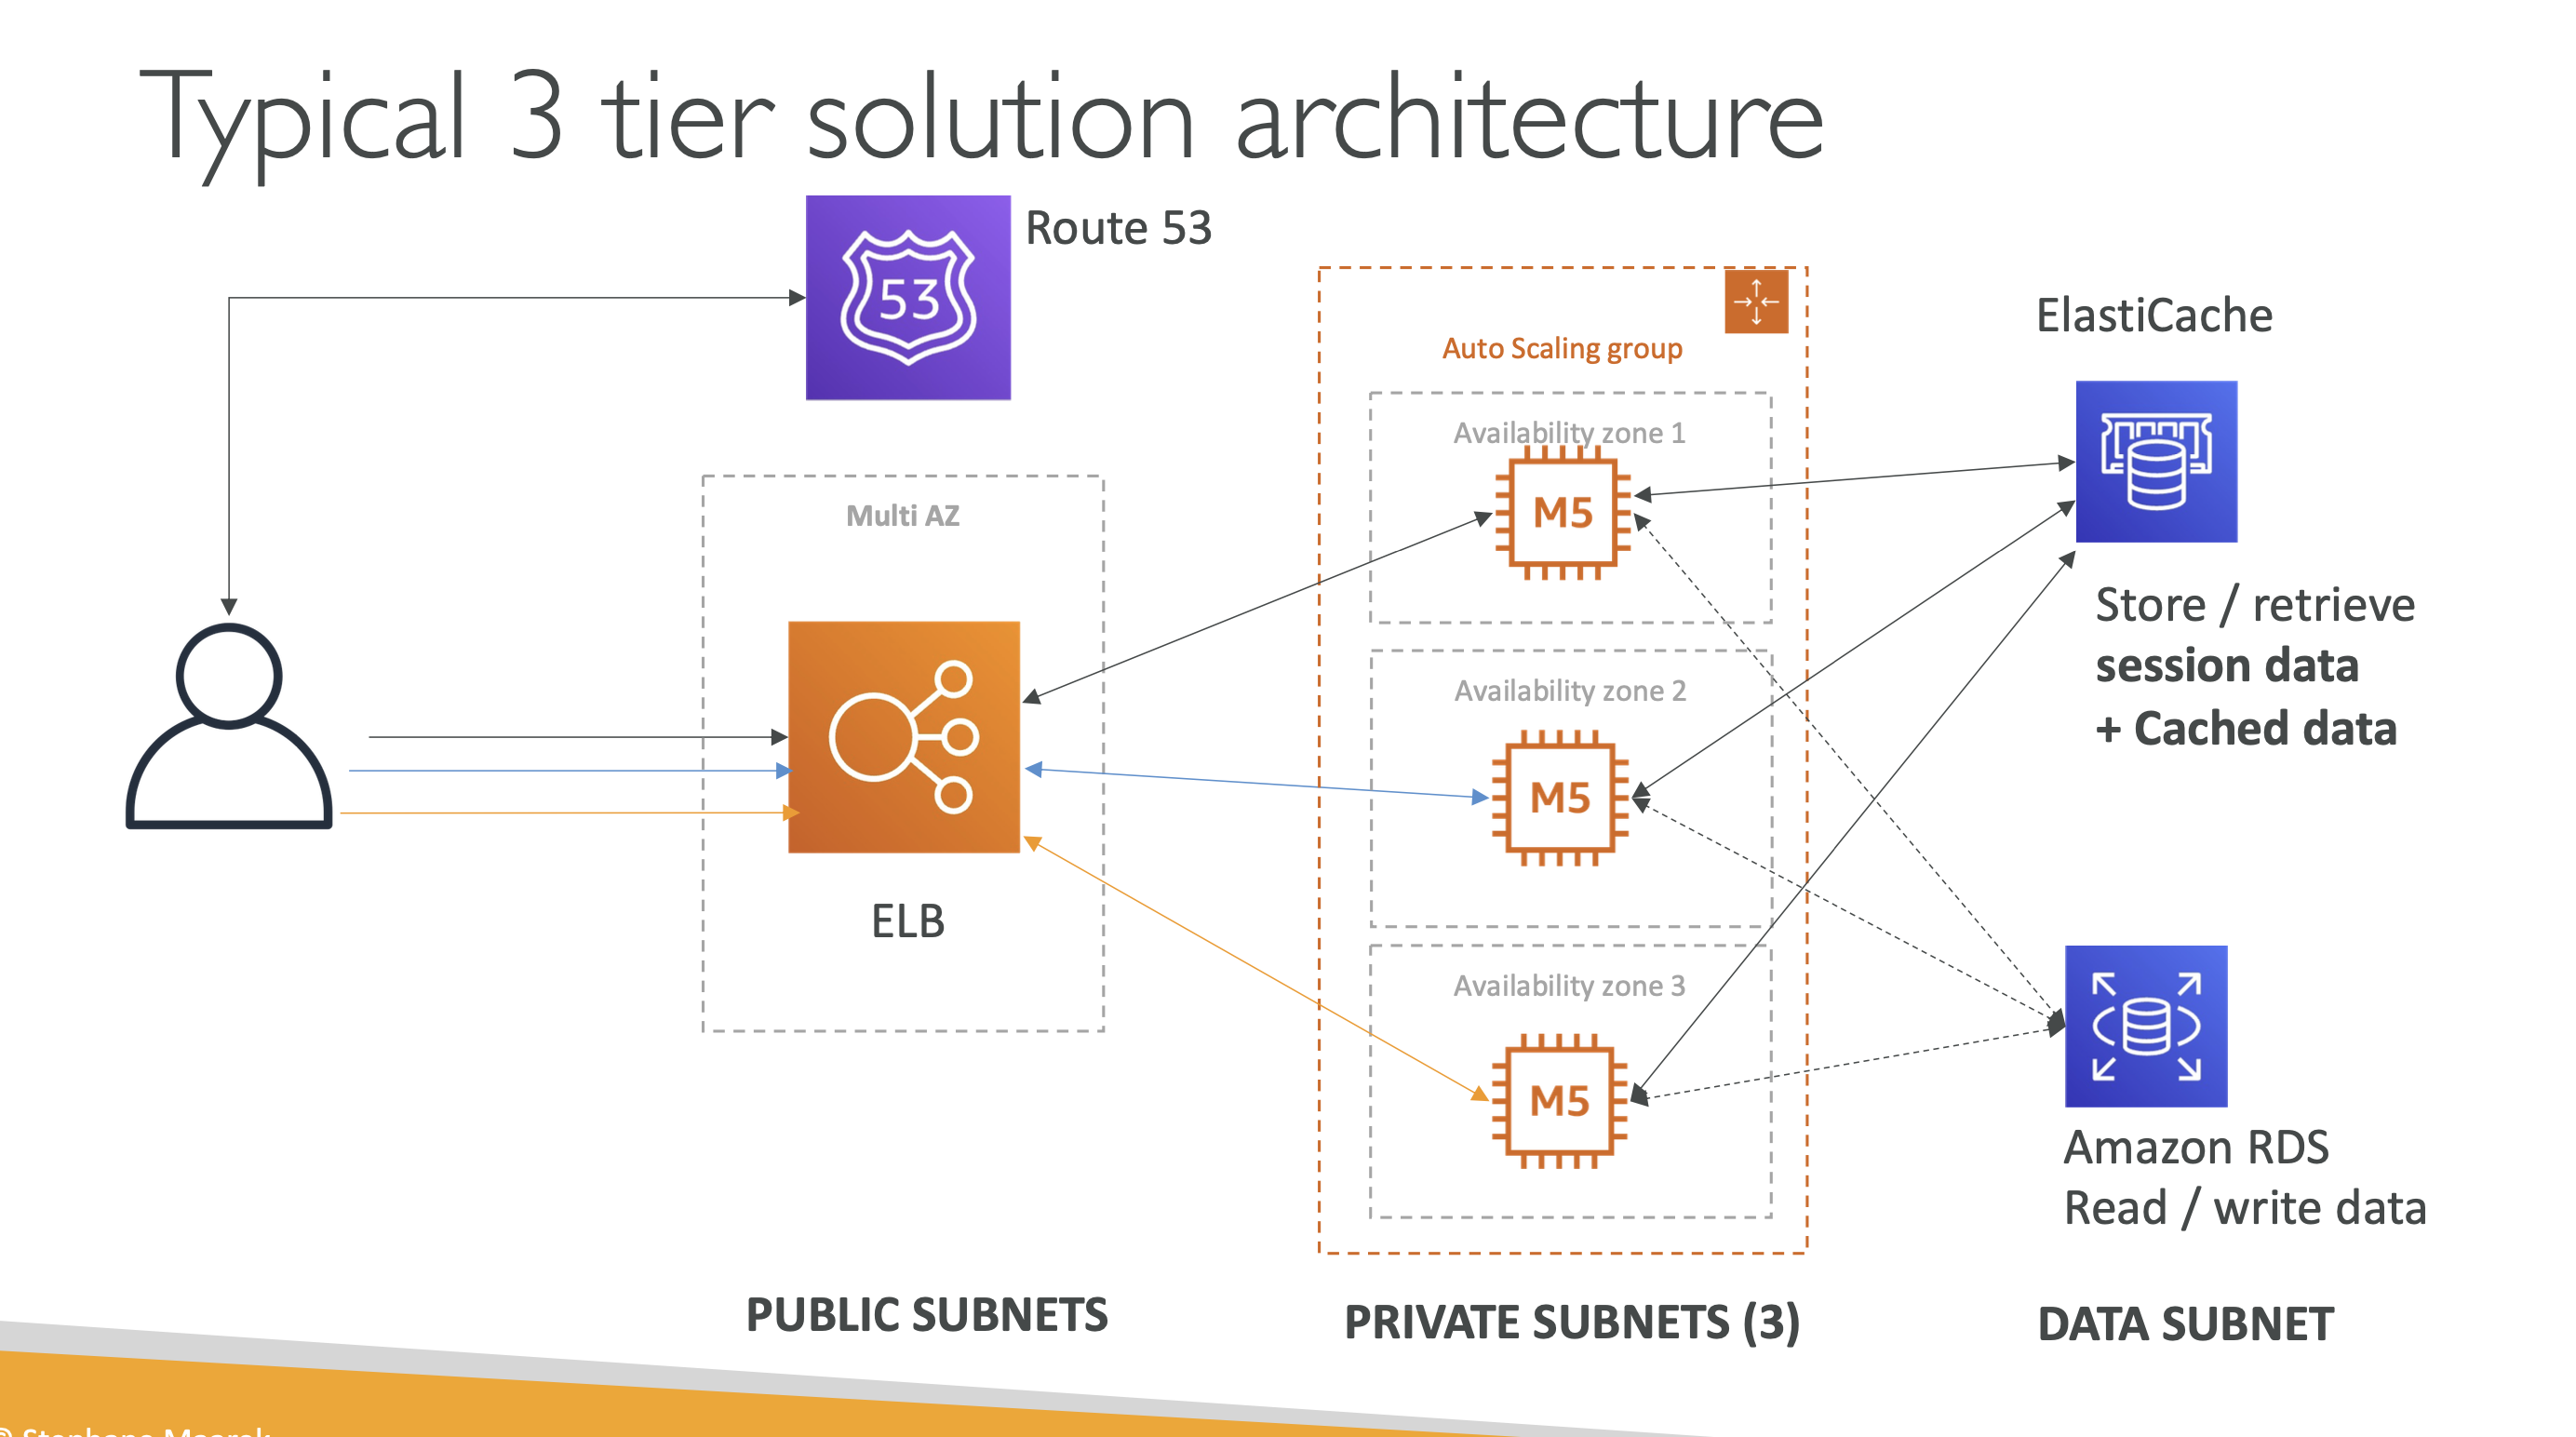 Typical 3 tier solution architecture
53
Route 53
Auto Scaling group
ElastiCache
Availability zone 1
M5
Multi AZ
Store / retrieve
session data
+ Cached data
Availability zone 2
M5
ELB
Availability zone 3
M5
Amazon RDS
Read / write data
PUBLIC SUBNETS
PRIVATE SUBNETS (3)
DATA SUBNET
© Stephane Maarek